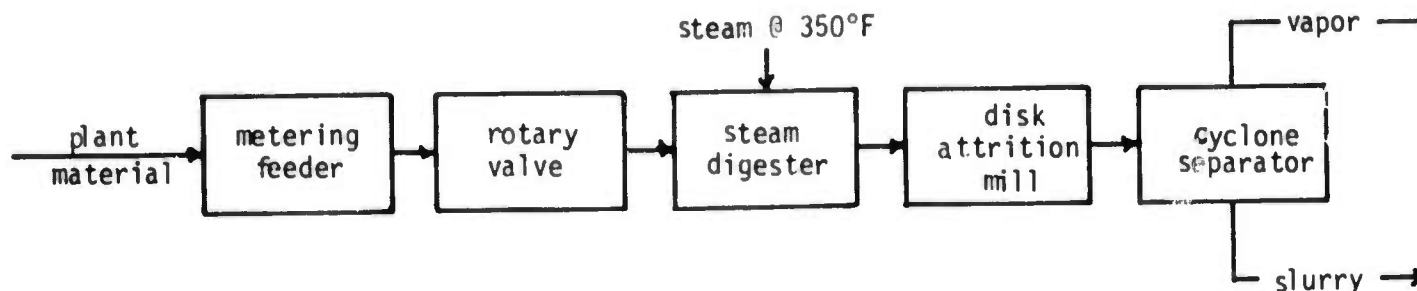 steam @ 350°F
vapor
plant
material
metering
feeder
rotary
valve
steam
digester
disk
attrition
mill
cyclone
separator
slurry